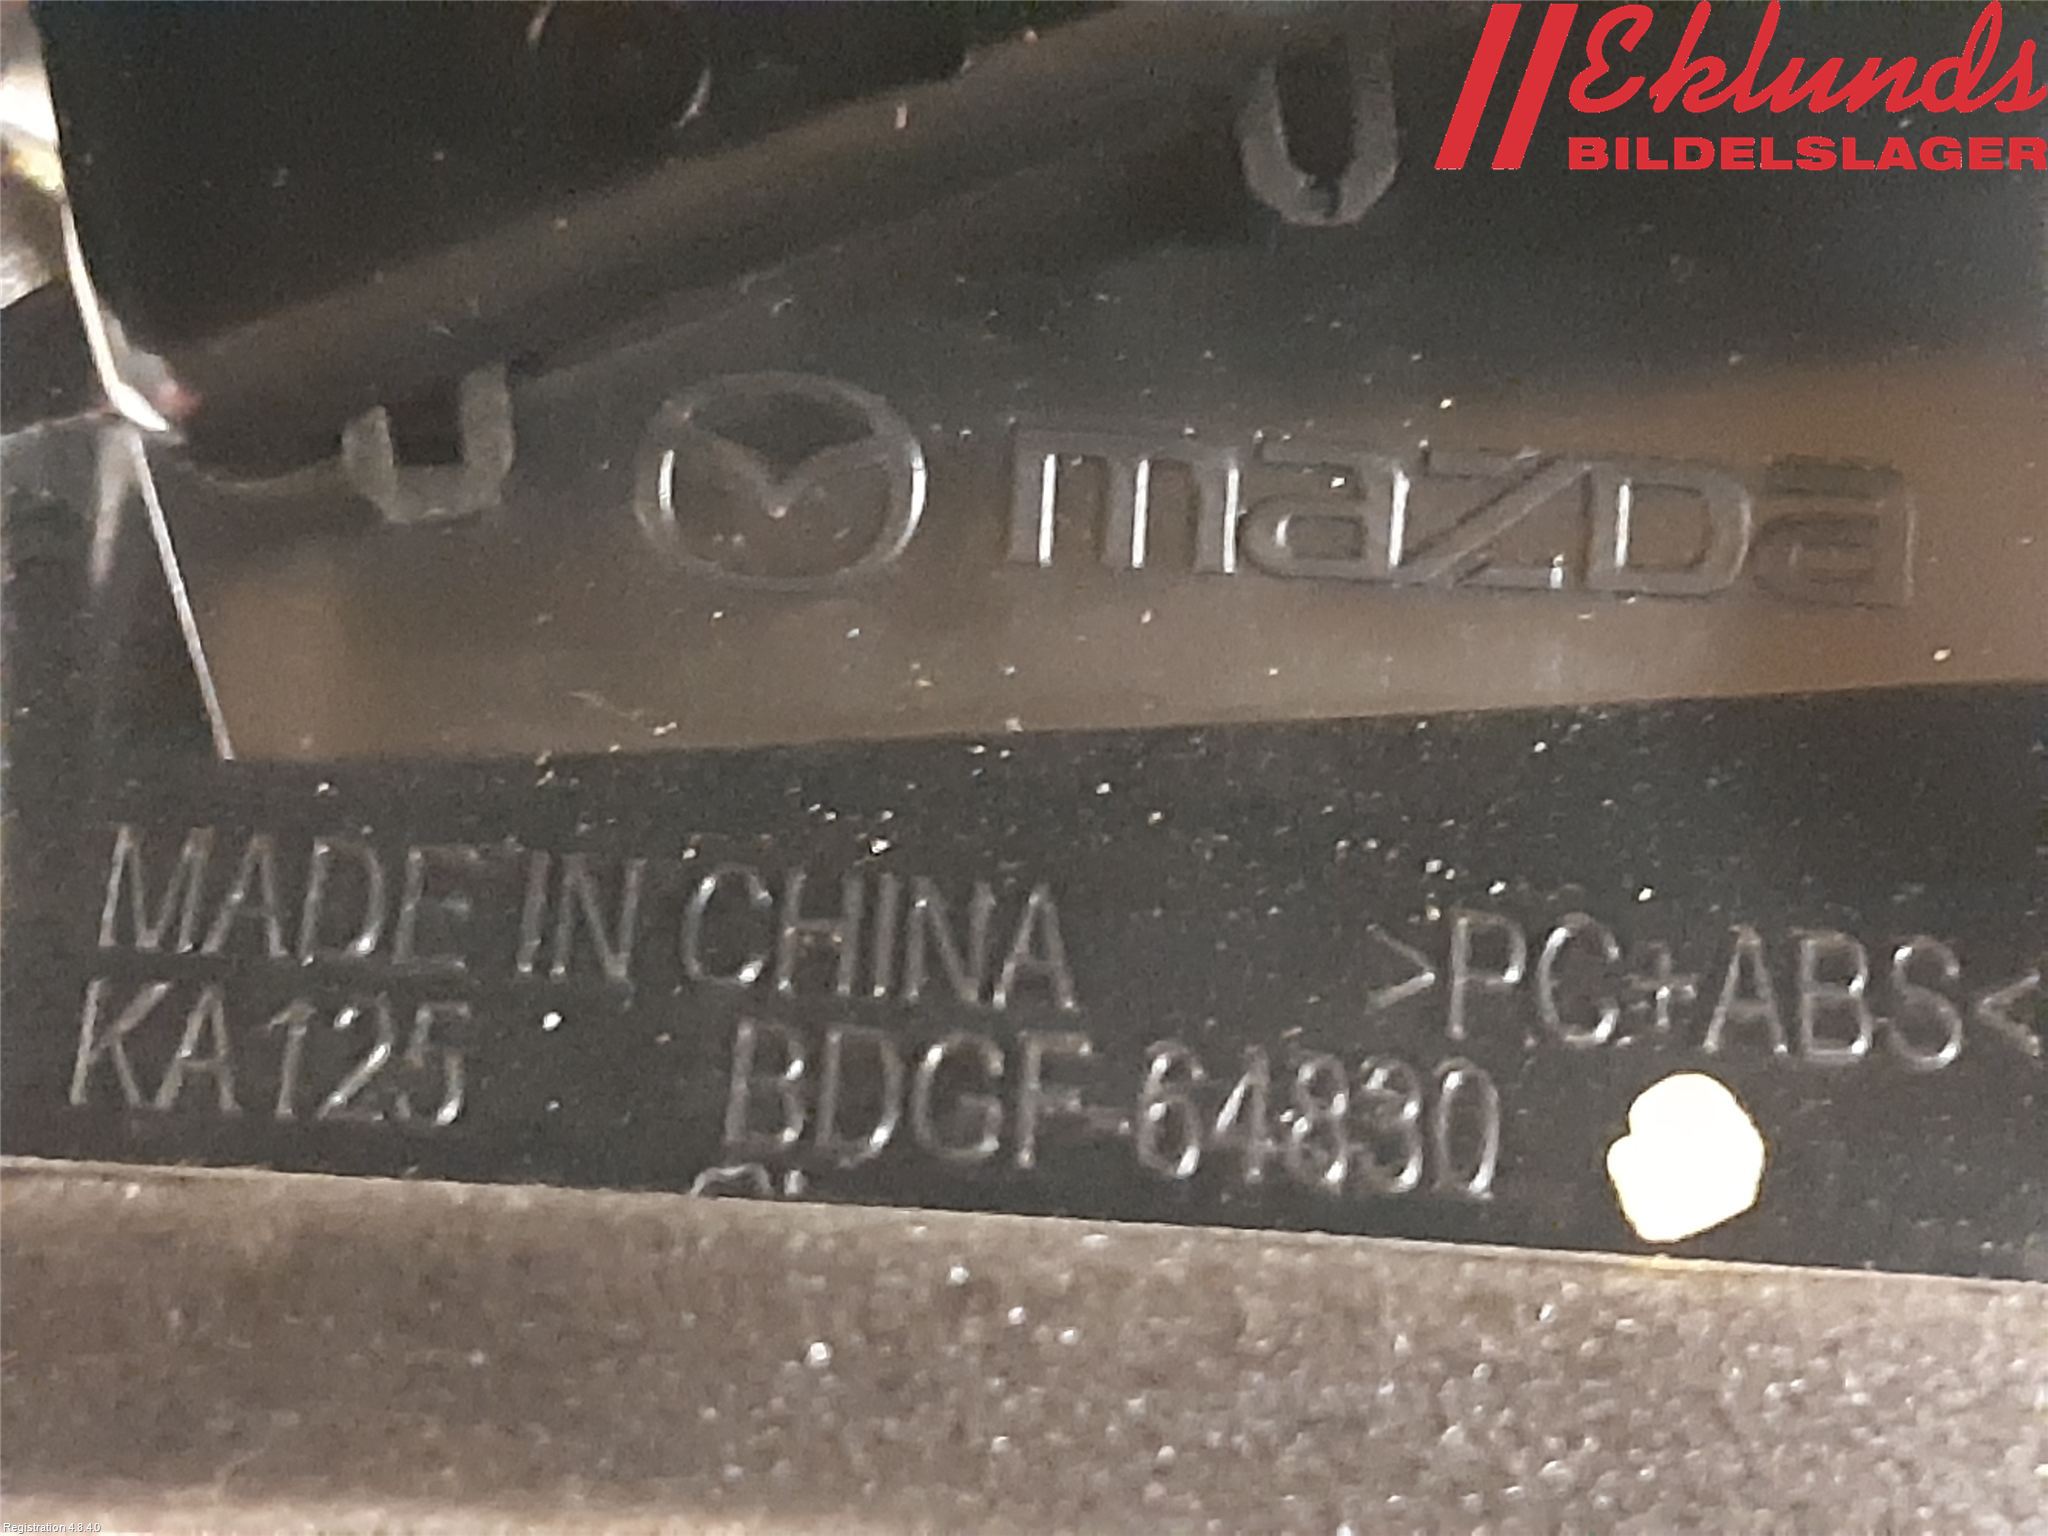 Eklunds
BILDELSLAGER
mazda
MADE IN CHINA
>PC+ABS<
KA125
BDGF-64830
Registration 4.8.4.0